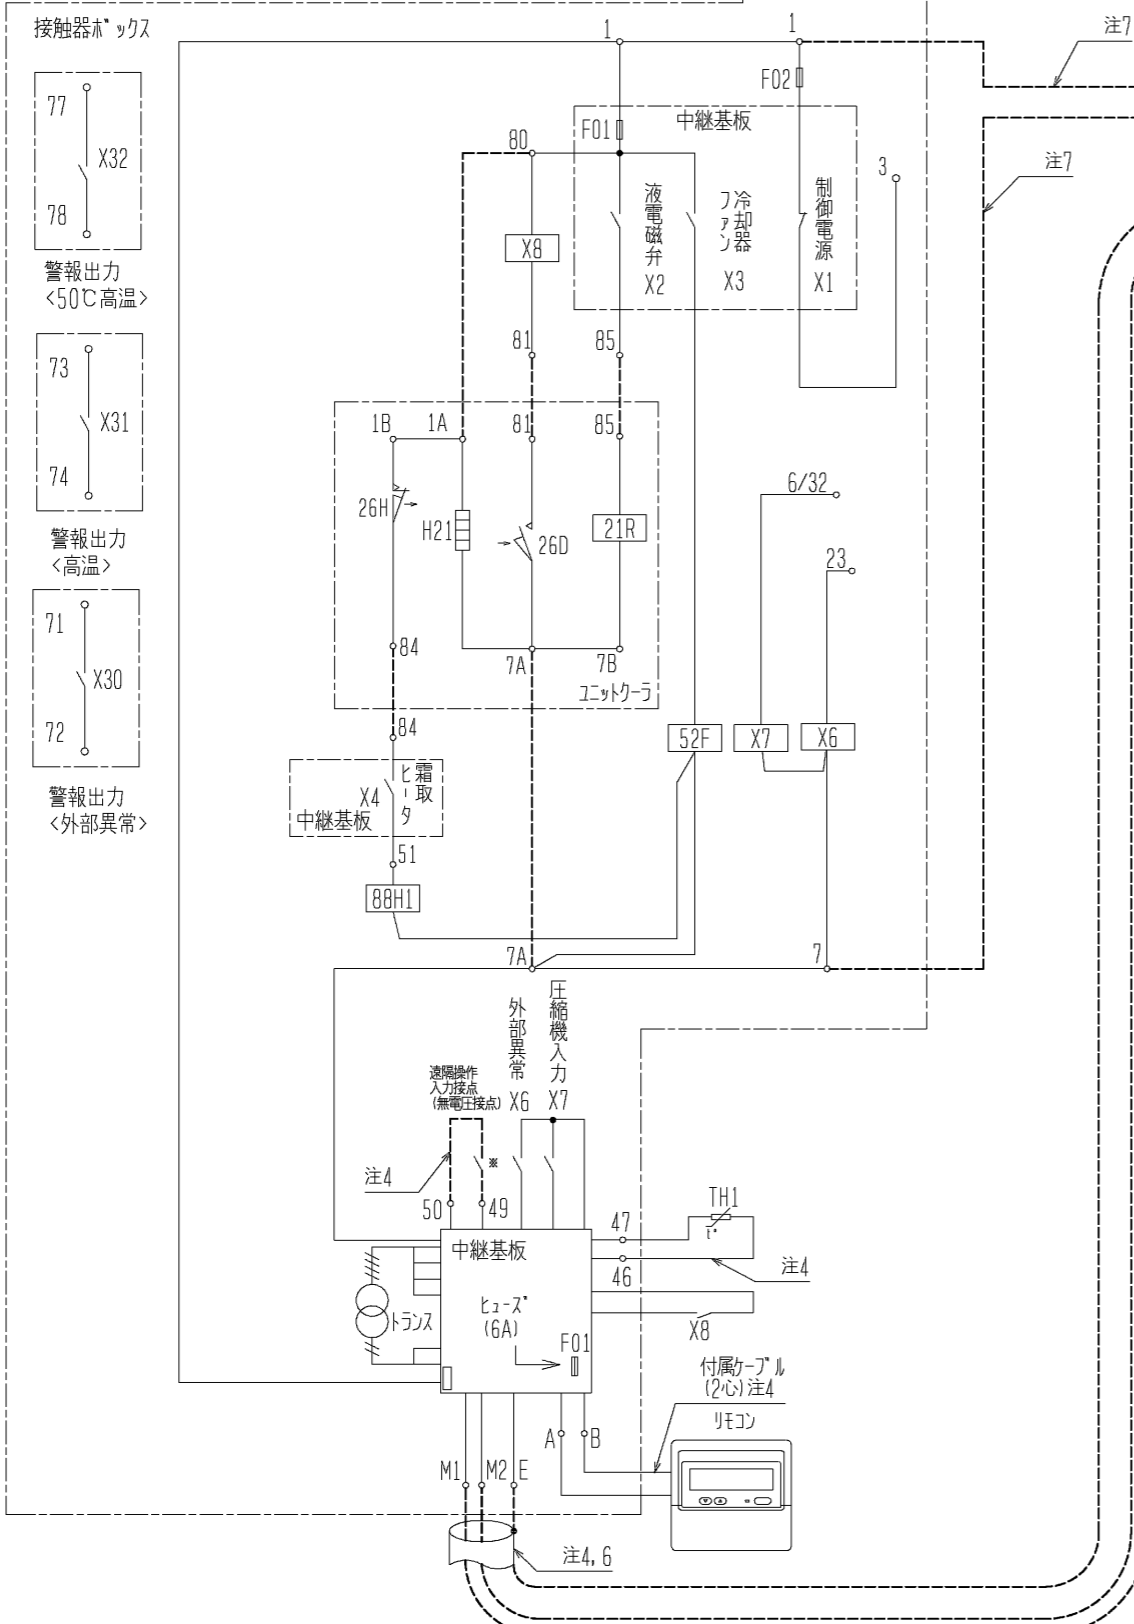 接触器ボックス
1
1
注7
77
X32
78
警報出力
<50℃高温>
F02
F01
中継基板
80
注7
3
液電磁弁
X2
冷却器
ファン
X3
制御電源
X1
X8
73
X31
74
警報出力
<高温>
81
85
1B
1A
81
85
26H
H21
26D
21R
6/32
23
71
X30
72
警報出力
<外部異常>
84
7A
7B
ユニットクーラ
84
52F
X7
X6
X4
霜取
ヒータ
中継基板
51
88H1
7A
7
外部異常
X6
圧縮機入力
X7
遠隔操作
入力接点
(無電圧接点)
※
注4
50
49
中継基板
47
46
TH1
t°
注4
トランス
ヒューズ
(6A)
F01
X8
付属ケーブル
(2心)注4
リモコン
A
B
M1
M2
E
注4,6